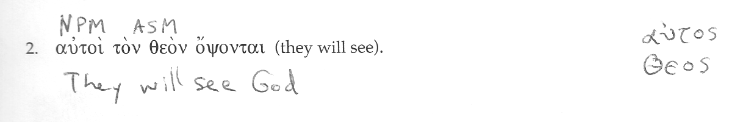 NPM ASM
2. αὐτοὶ τὸν θεὸν ὄψονται (they will see).
They will see God
αὐτος
Θεος